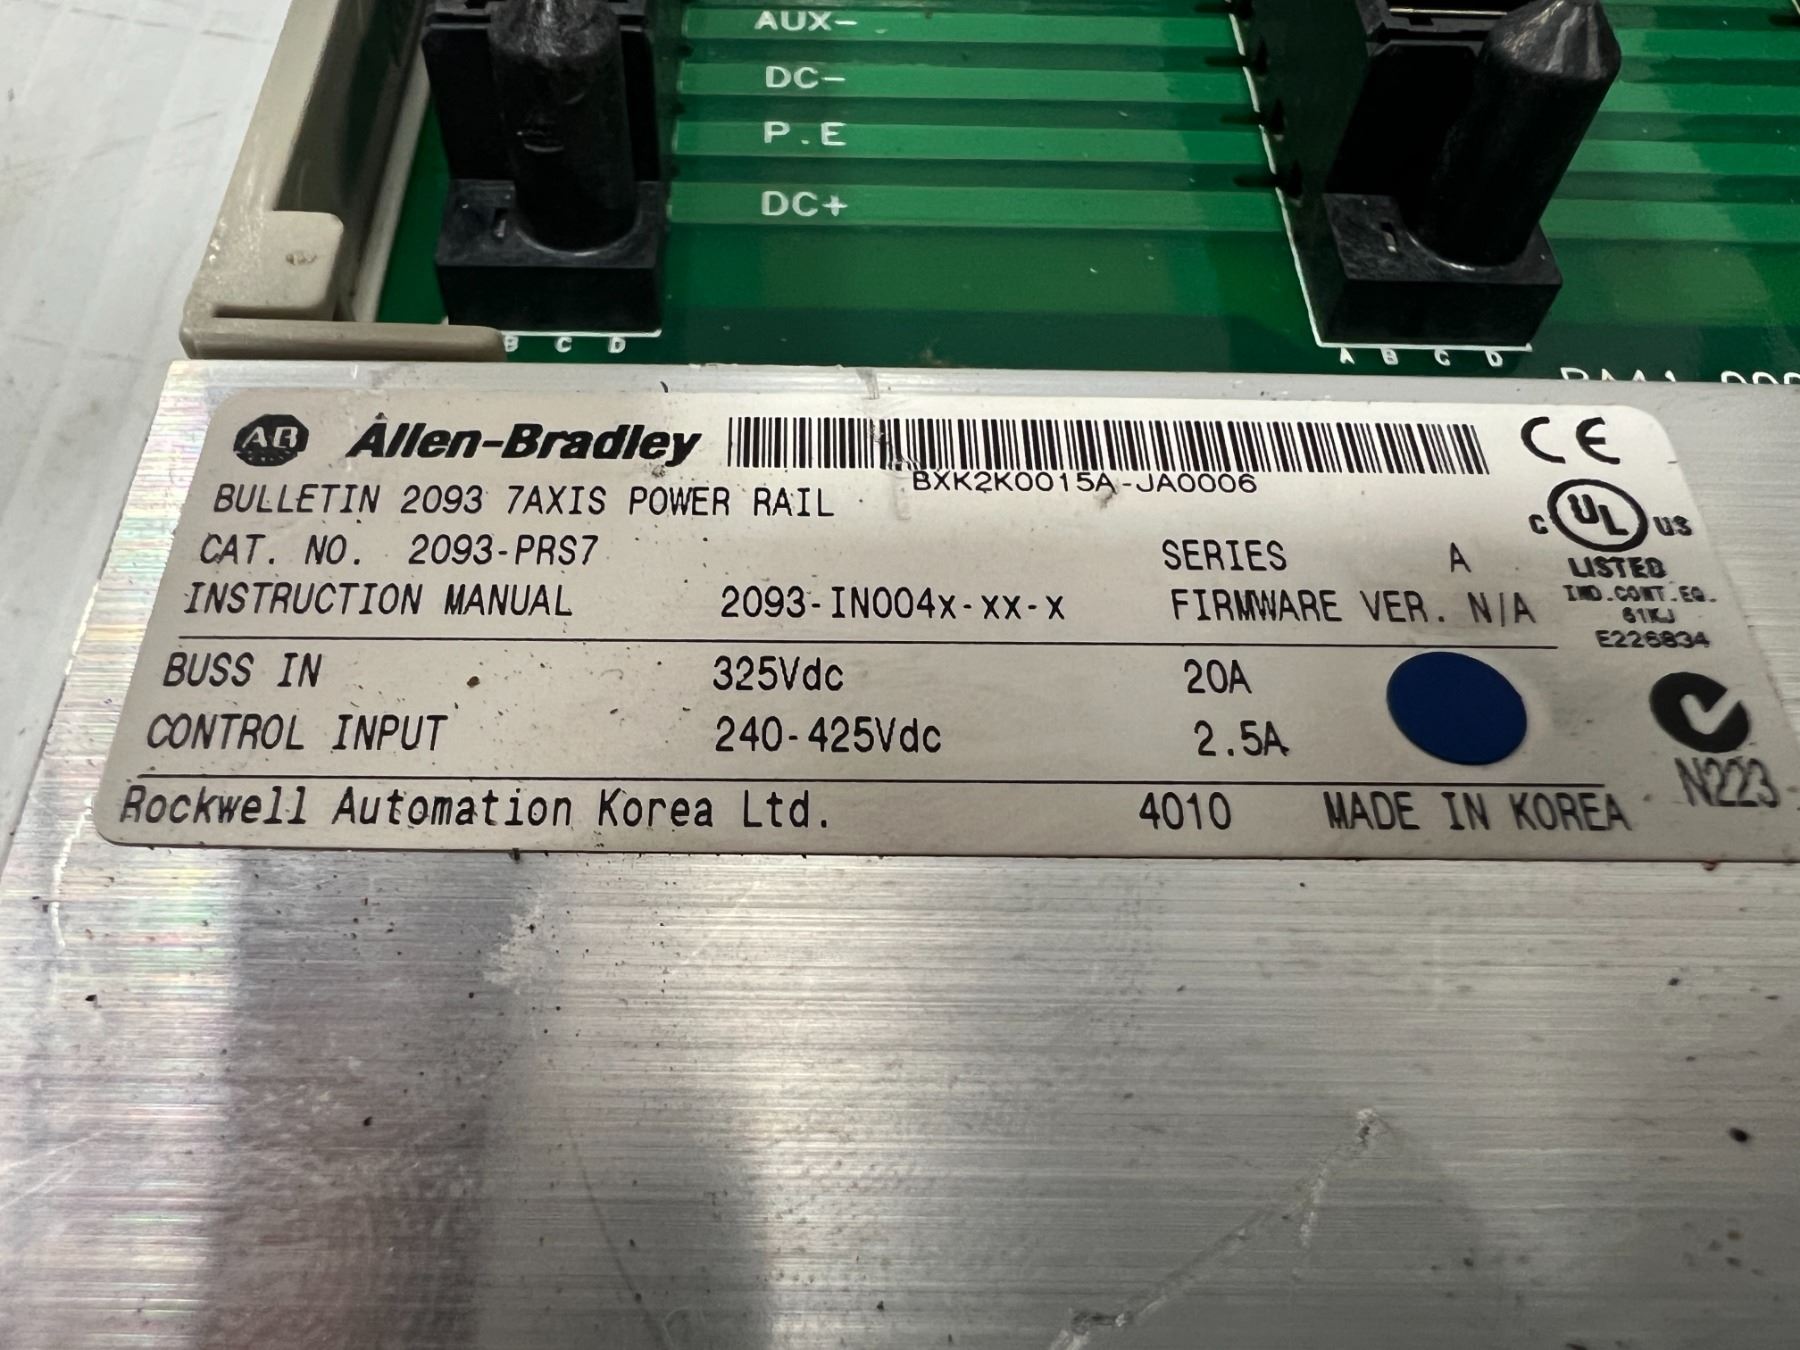 AUX-
DC-
P.E
DC+
B C D
A B C D
AB Allen-Bradley
BXK2K0015A-JA0006
CE
BULLETIN 2093 7AXIS POWER RAIL
CAT. NO. 2093-PRS7
SERIES A
INSTRUCTION MANUAL 2093-IN004x-xx-x
FIRMWARE VER. N/A
C UL US
LISTED
IND.CONT.EQ.
61KJ
E226834
BUSS IN 325Vdc 20A
CONTROL INPUT 240-425Vdc 2.5A
N223
Rockwell Automation Korea Ltd. 4010 MADE IN KOREA